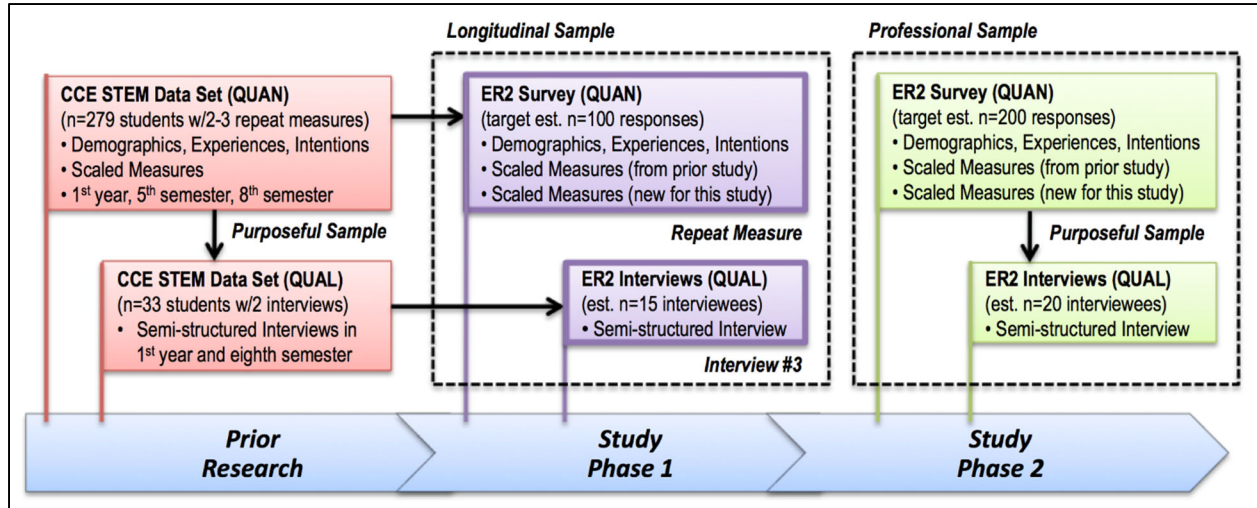 Longitudinal Sample
Professional Sample
CCE STEM Data Set (QUAN)
(n=279 students w/2-3 repeat measures)
• Demographics, Experiences, Intentions
• Scaled Measures
• 1st year, 5th semester, 8th semester
Purposeful Sample
CCE STEM Data Set (QUAL)
(n=33 students w/2 interviews)
• Semi-structured Interviews in
1st year and eighth semester
ER2 Survey (QUAN)
(target est. n=100 responses)
• Demographics, Experiences, Intentions
• Scaled Measures (from prior study)
• Scaled Measures (new for this study)
Repeat Measure
ER2 Interviews (QUAL)
(est. n=15 interviewees)
• Semi-structured Interview
Interview #3
ER2 Survey (QUAN)
(target est. n=200 responses)
• Demographics, Experiences, Intentions
• Scaled Measures (from prior study)
• Scaled Measures (new for this study)
Purposeful Sample
ER2 Interviews (QUAL)
(est. n=20 interviewees)
• Semi-structured Interview
Prior
Research
Study
Phase 1
Study
Phase 2